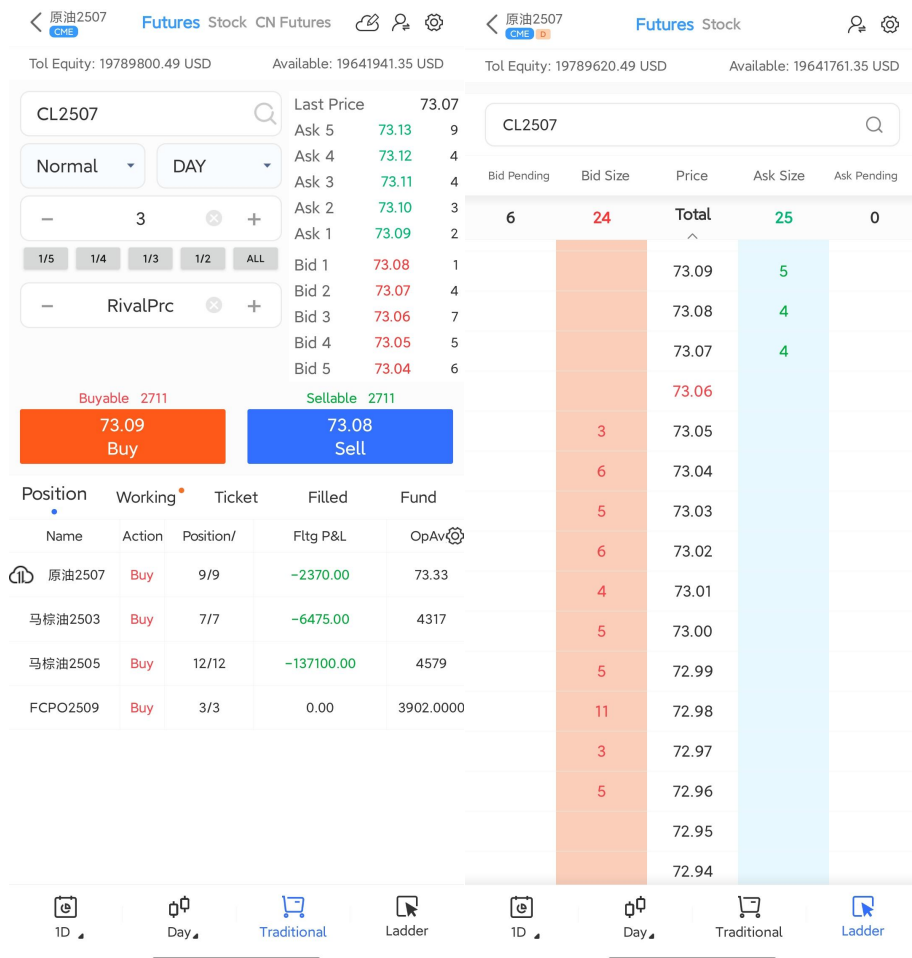 原油2507
CME
Futures Stock CN Futures
Tol Equity: 19789800.49 USD Available: 19641941.35 USD
CL2507
Normal DAY
− 3 +
1/5 1/4 1/3 1/2 ALL
− RivalPrc +
Last Price 73.07
Ask 5 73.13 9
Ask 4 73.12 4
Ask 3 73.11 4
Ask 2 73.10 3
Ask 1 73.09 2
Bid 1 73.08 1
Bid 2 73.07 4
Bid 3 73.06 7
Bid 4 73.05 5
Bid 5 73.04 6
Buyable 2711 Sellable 2711
73.09 73.08
Buy Sell
Position Working Ticket Filled Fund
Name Action Position/ Fltg P&L OpAv
原油2507 Buy 9/9 −2370.00 73.33
马棕油2503 Buy 7/7 −6475.00 4317
马棕油2505 Buy 12/12 −137100.00 4579
FCPO2509 Buy 3/3 0.00 3902.0000
1D Day Traditional Ladder
原油2507
CME D
Futures Stock
Tol Equity: 19789620.49 USD Available: 19641761.35 USD
CL2507
Bid Pending Bid Size Price Ask Size Ask Pending
6 24 Total 25 0
73.09 5
73.08 4
73.07 4
73.06
3 73.05
6 73.04
5 73.03
6 73.02
4 73.01
5 73.00
5 72.99
11 72.98
3 72.97
5 72.96
72.95
72.94
1D Day Traditional Ladder